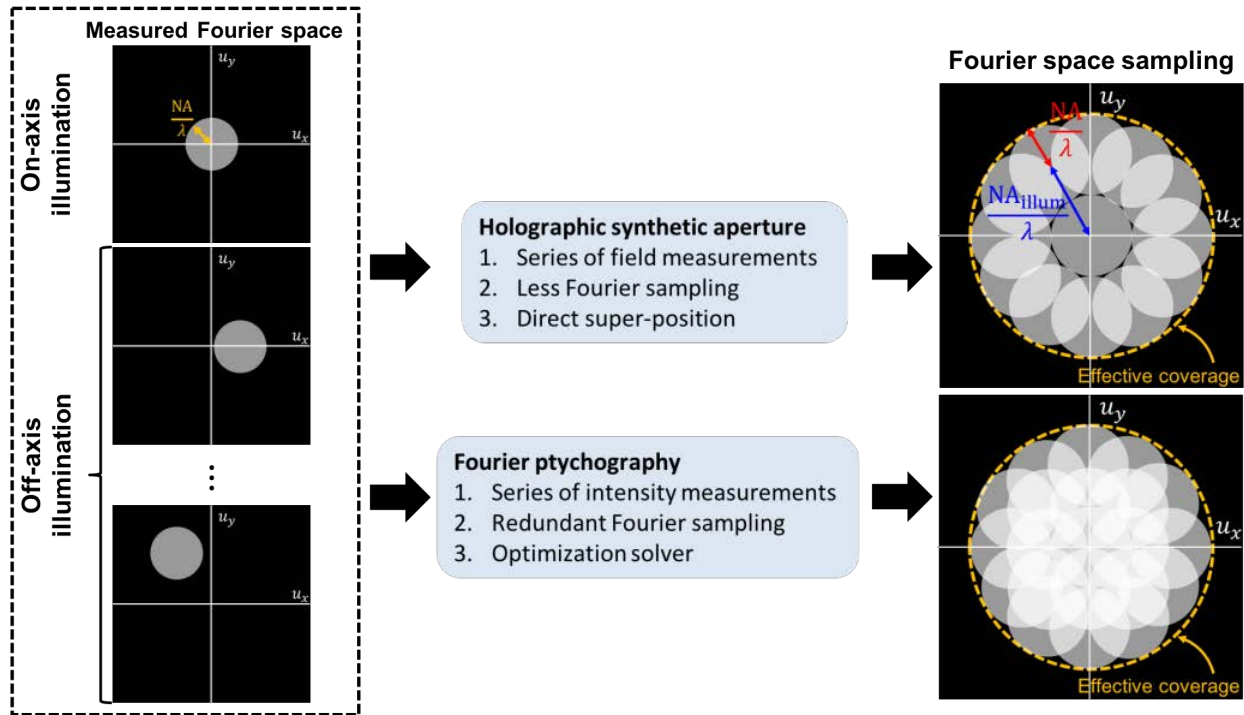 Measured Fourier space
On-axis
illumination
u_y
NA
λ
u_x
Off-axis
illumination
u_y
u_x
⋮
u_y
u_x
Holographic synthetic aperture
1. Series of field measurements
2. Less Fourier sampling
3. Direct super-position
Fourier ptychography
1. Series of intensity measurements
2. Redundant Fourier sampling
3. Optimization solver
Fourier space sampling
u_y
NA
λ
NA_illum
λ
u_x
Effective coverage
u_y
u_x
Effective coverage